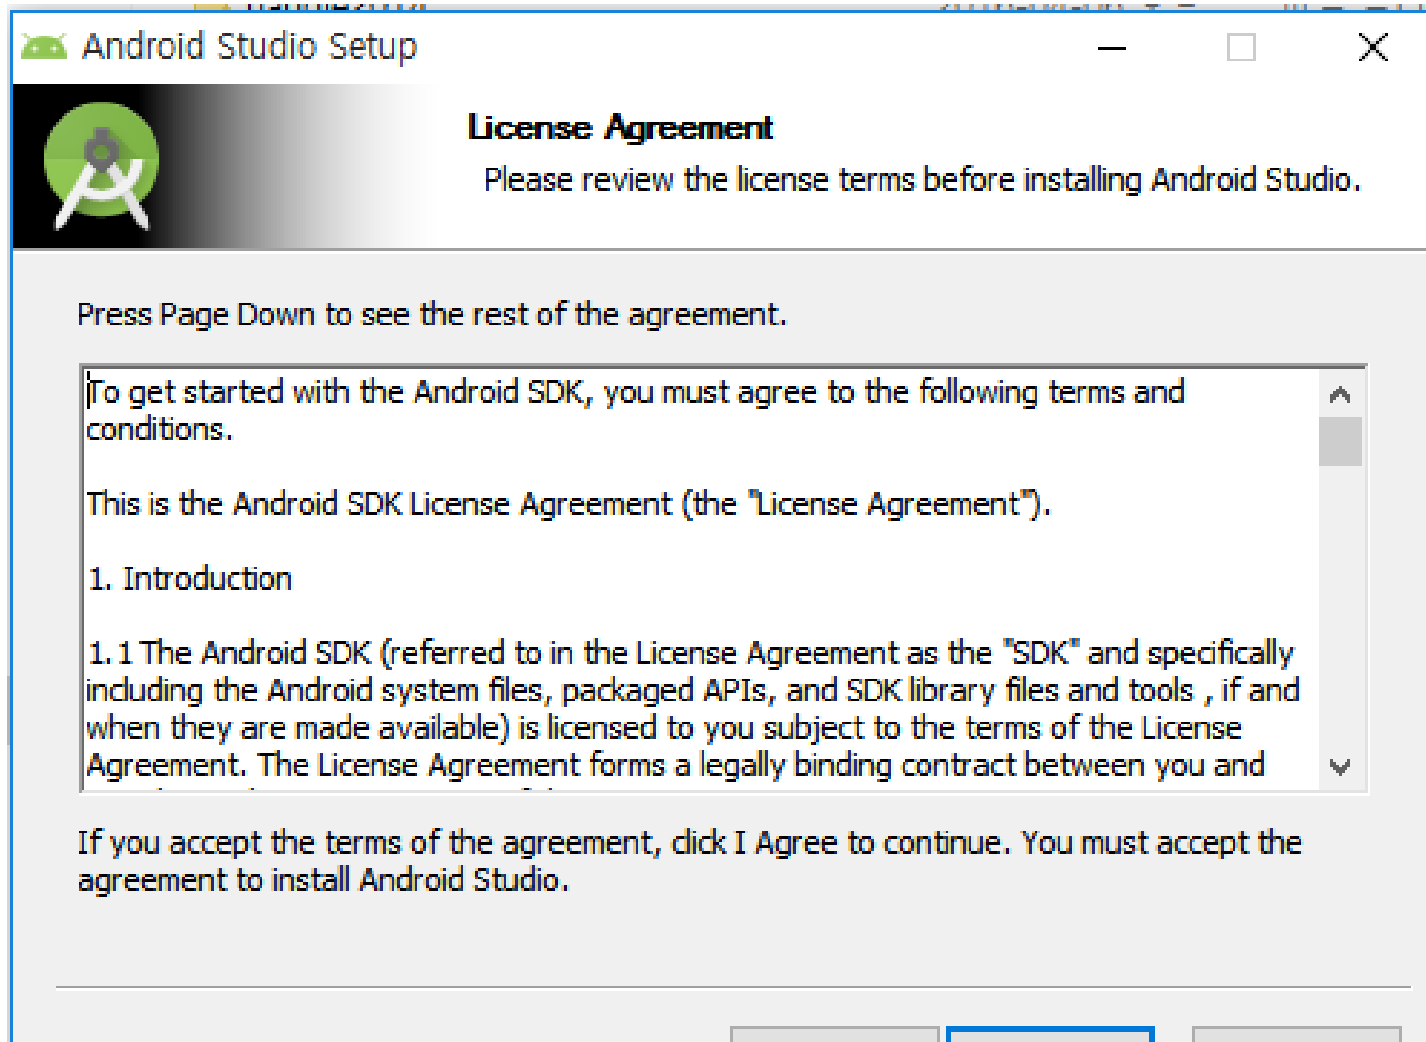 Android Studio Setup
License Agreement
Please review the license terms before installing Android Studio.
Press Page Down to see the rest of the agreement.
To get started with the Android SDK, you must agree to the following terms and
conditions.
This is the Android SDK License Agreement (the "License Agreement").
1. Introduction
1.1 The Android SDK (referred to in the License Agreement as the "SDK" and specifically
including the Android system files, packaged APIs, and SDK library files and tools , if and
when they are made available) is licensed to you subject to the terms of the License
Agreement. The License Agreement forms a legally binding contract between you and
If you accept the terms of the agreement, click I Agree to continue. You must accept the
agreement to install Android Studio.